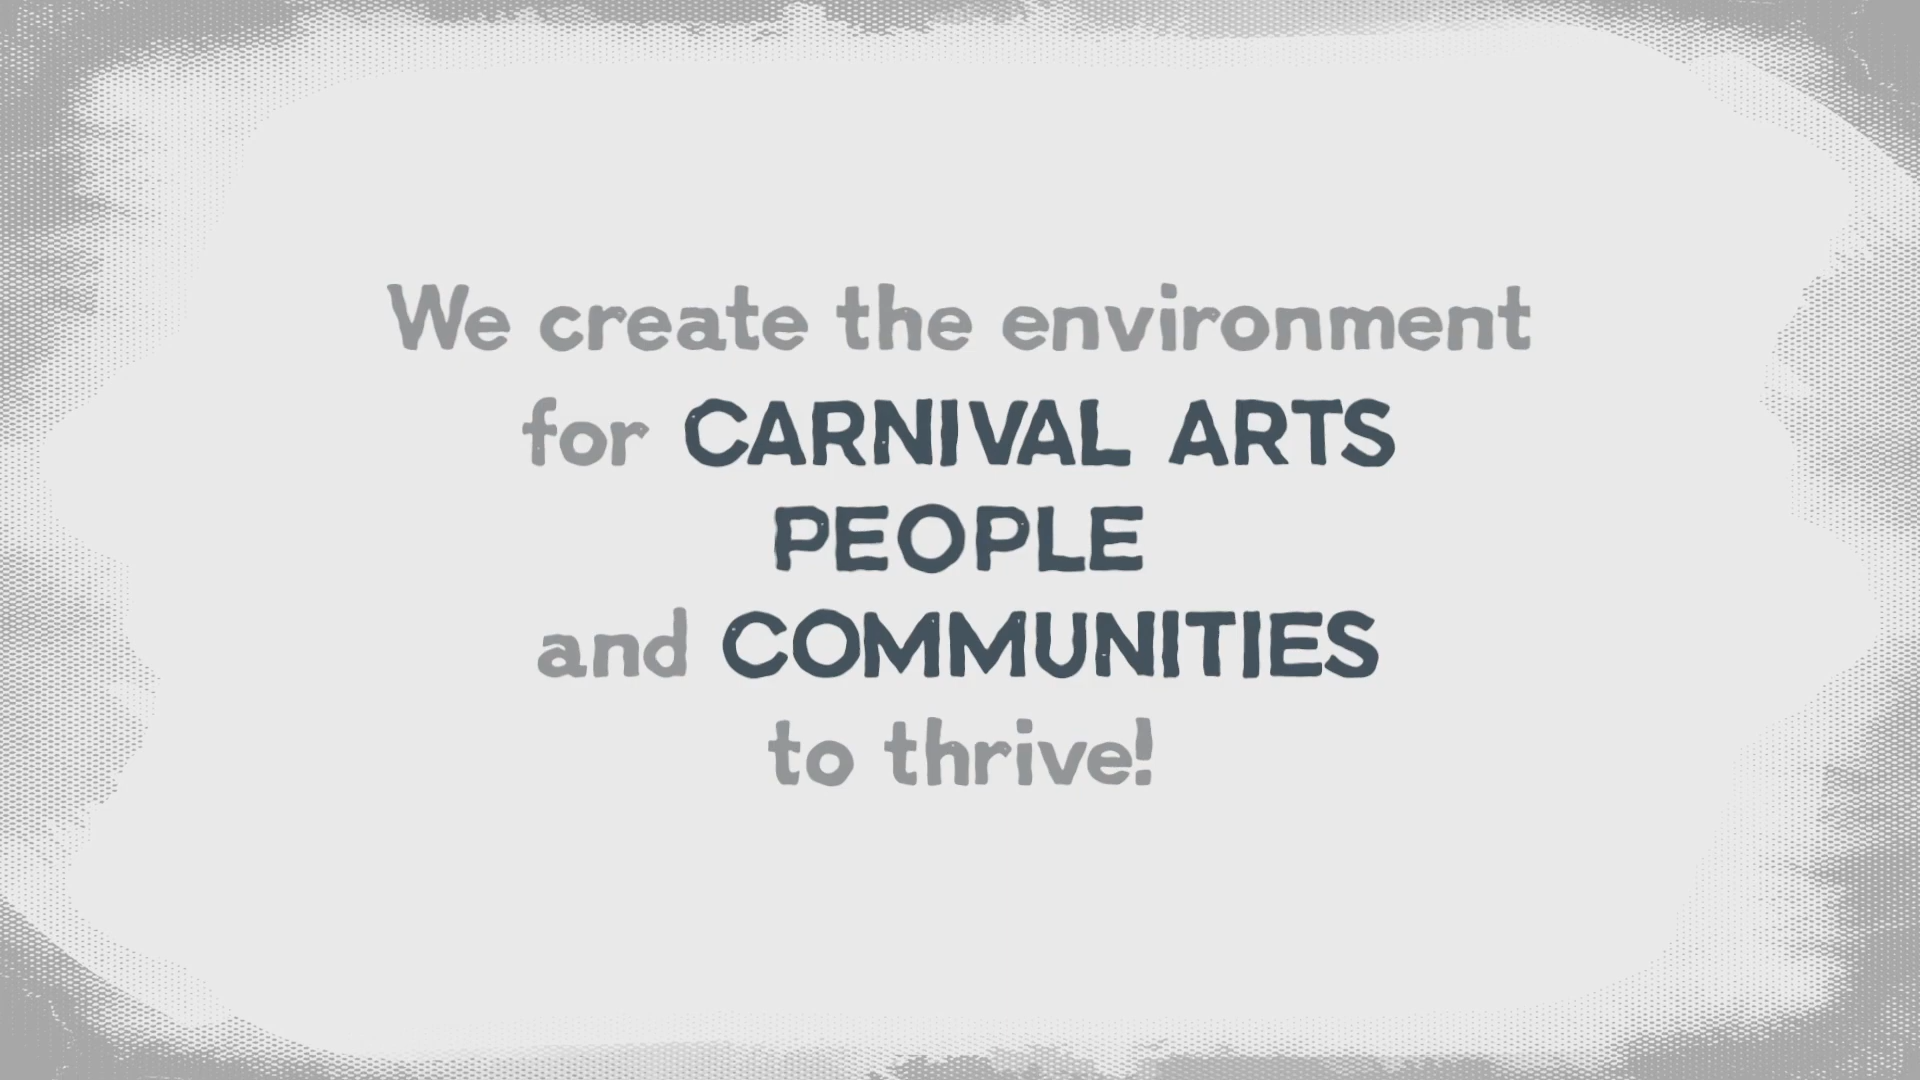 We create the environment
for CARNIVAL ARTS
PEOPLE
and COMMUNITIES
to thrive!